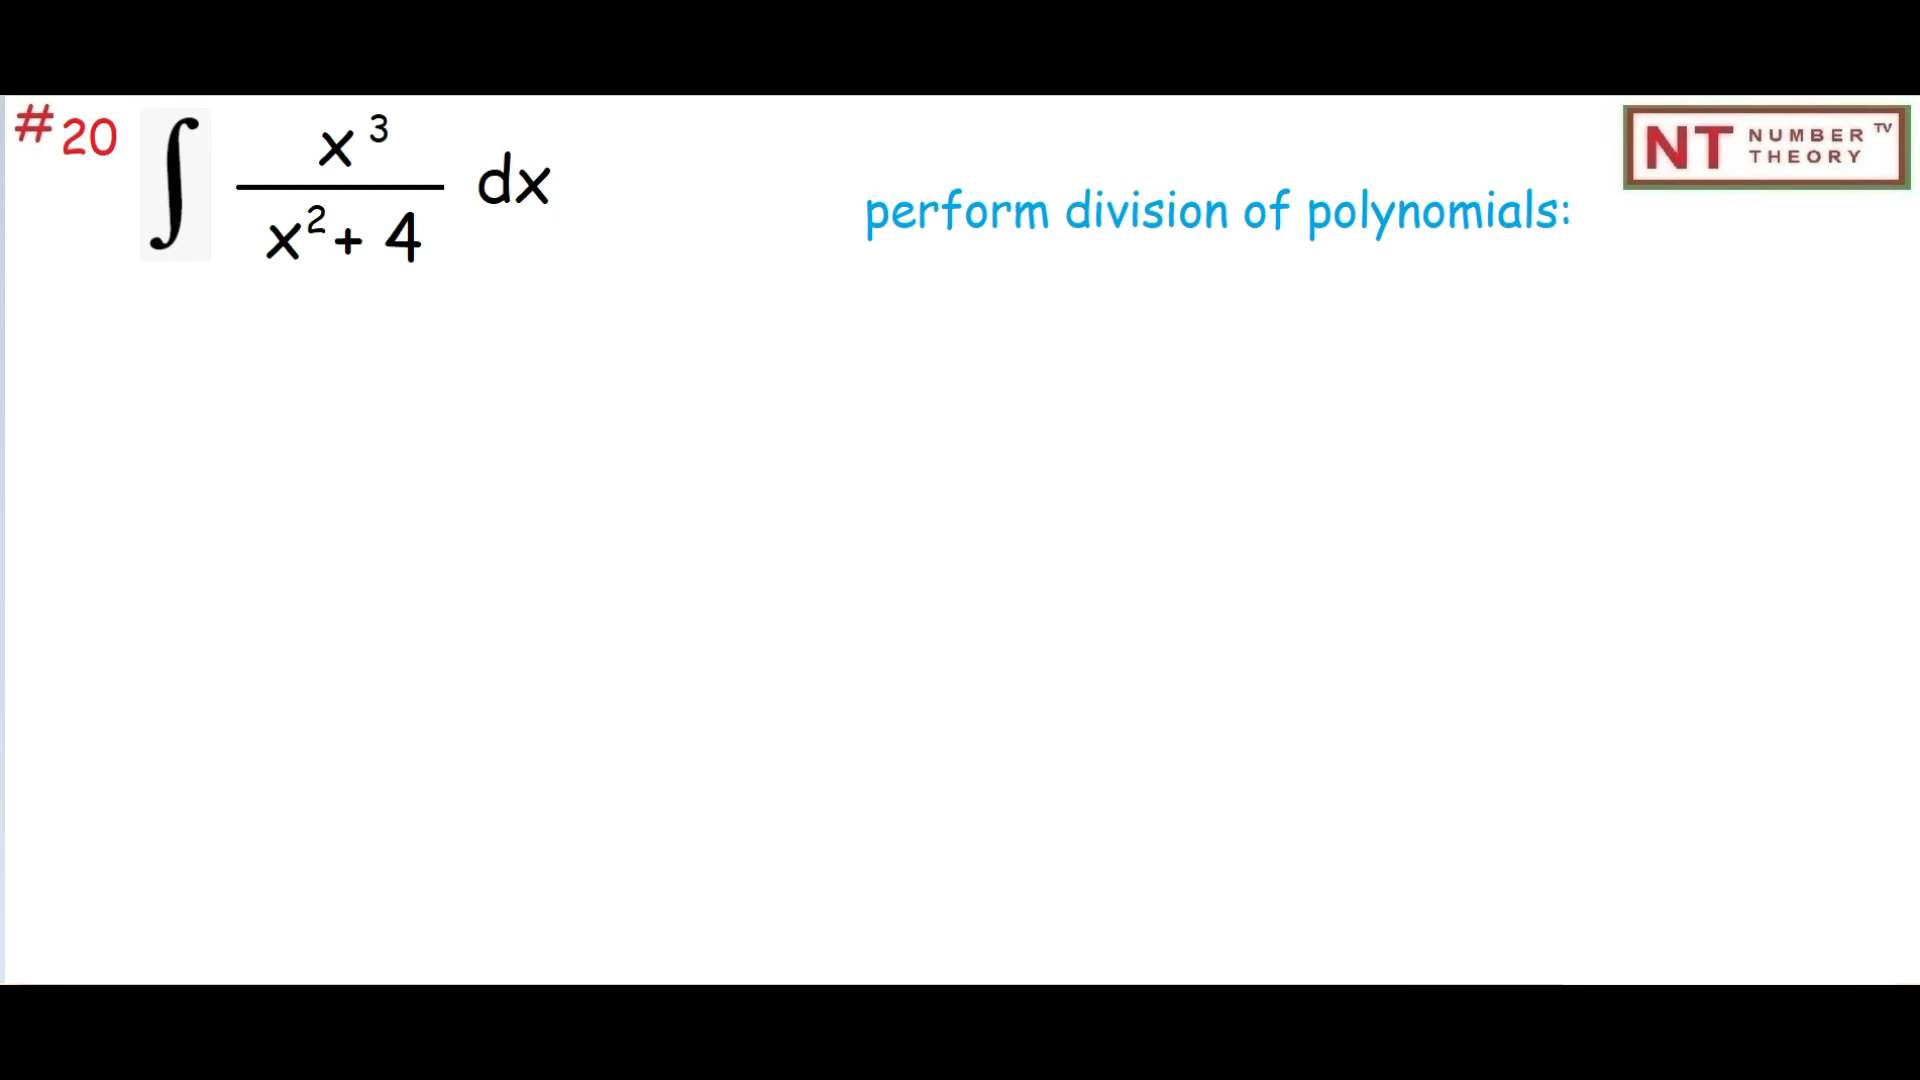 #20 ∫ x³ / x² + 4 dx
perform division of polynomials:
NT NUMBER THEORY TV